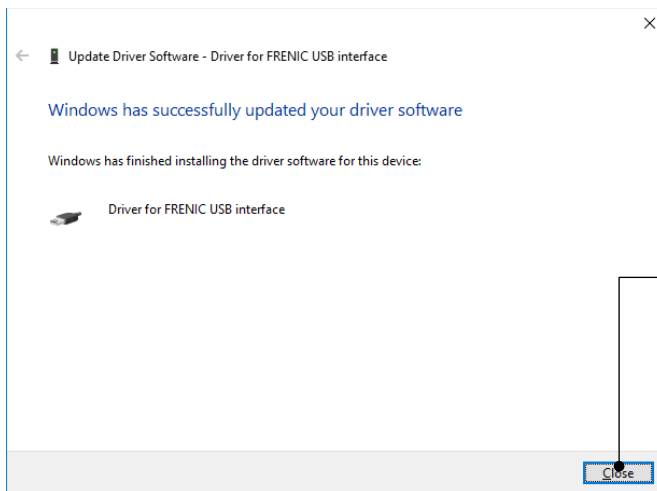 Update Driver Software - Driver for FRENIC USB interface
Windows has successfully updated your driver software
Windows has finished installing the driver software for this device:
Driver for FRENIC USB interface
Close